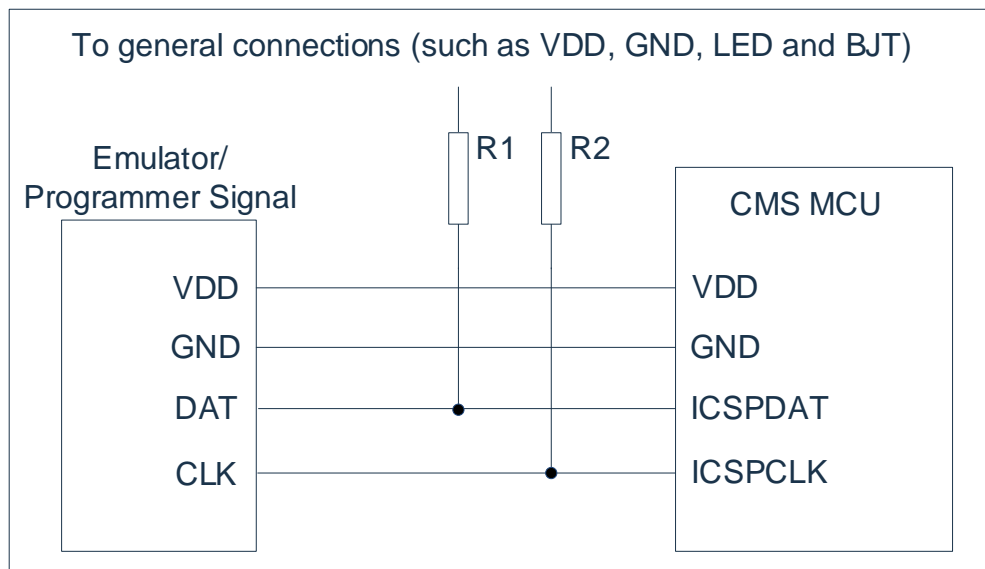 To general connections (such as VDD, GND, LED and BJT)
R1
R2
Emulator/
Programmer Signal
CMS MCU
VDD
VDD
GND
GND
DAT
ICSPDAT
CLK
ICSPCLK